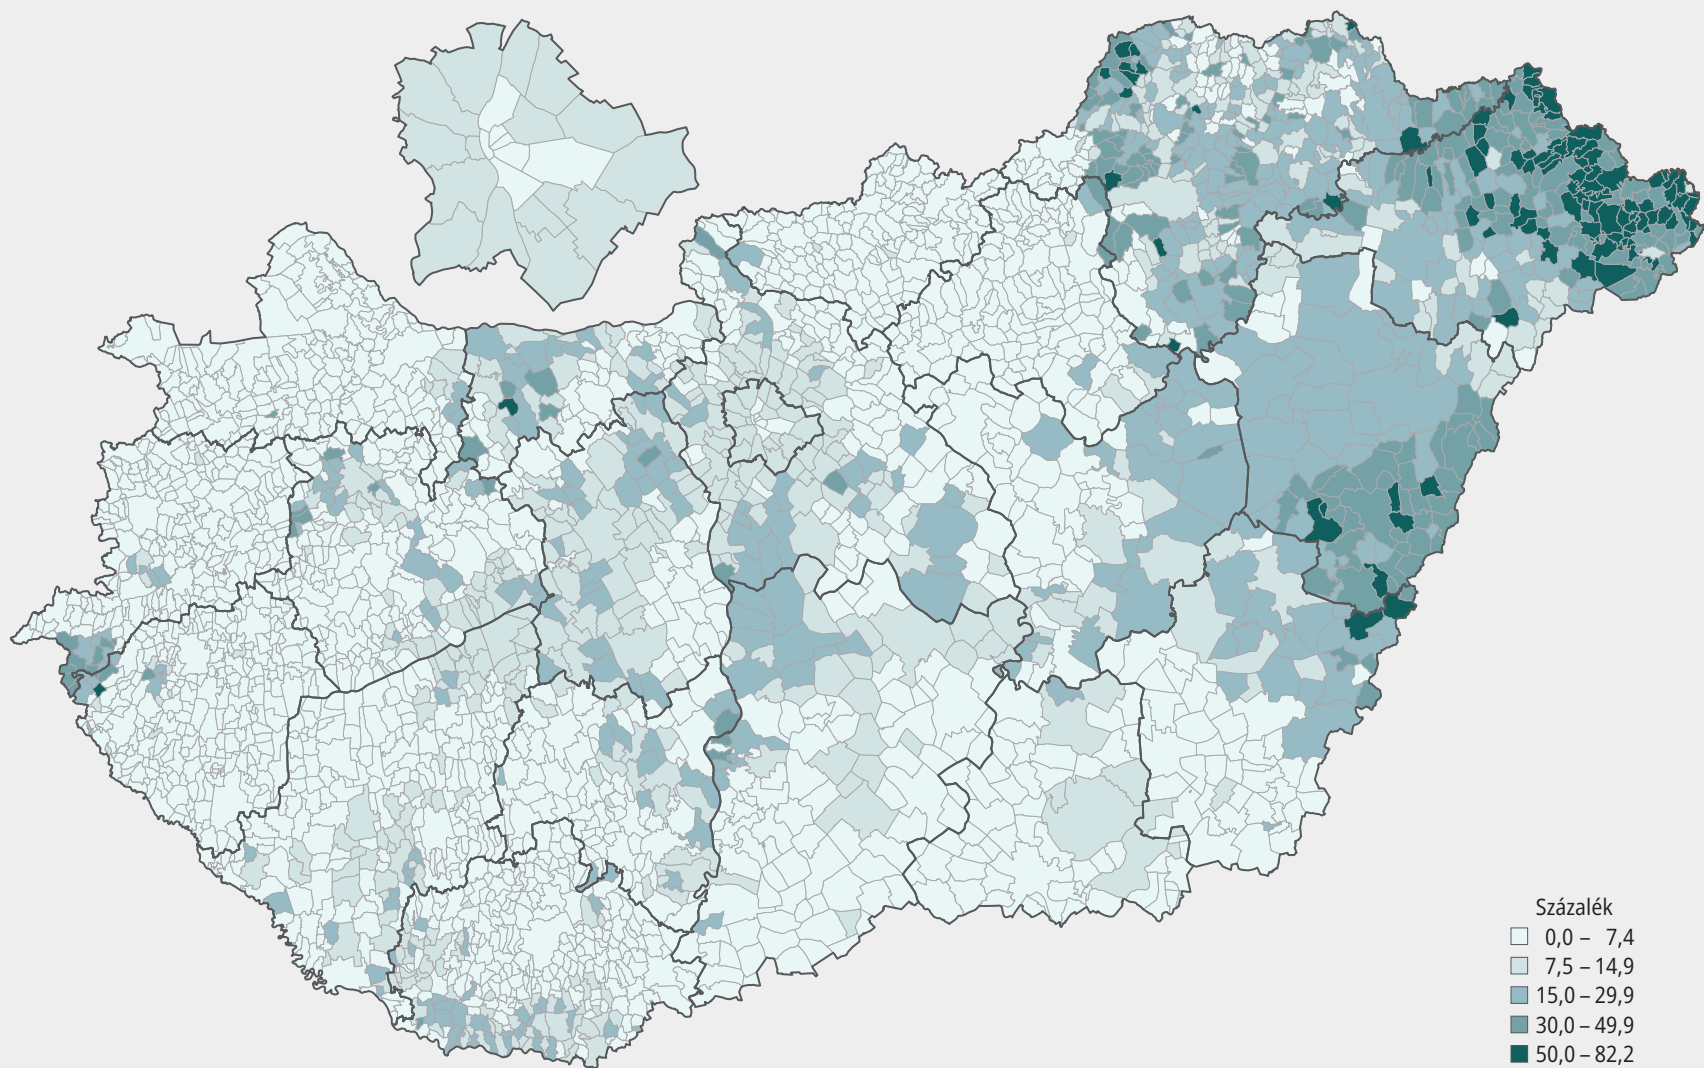 Százalék
0,0 – 7,4
7,5 – 14,9
15,0 – 29,9
30,0 – 49,9
50,0 – 82,2